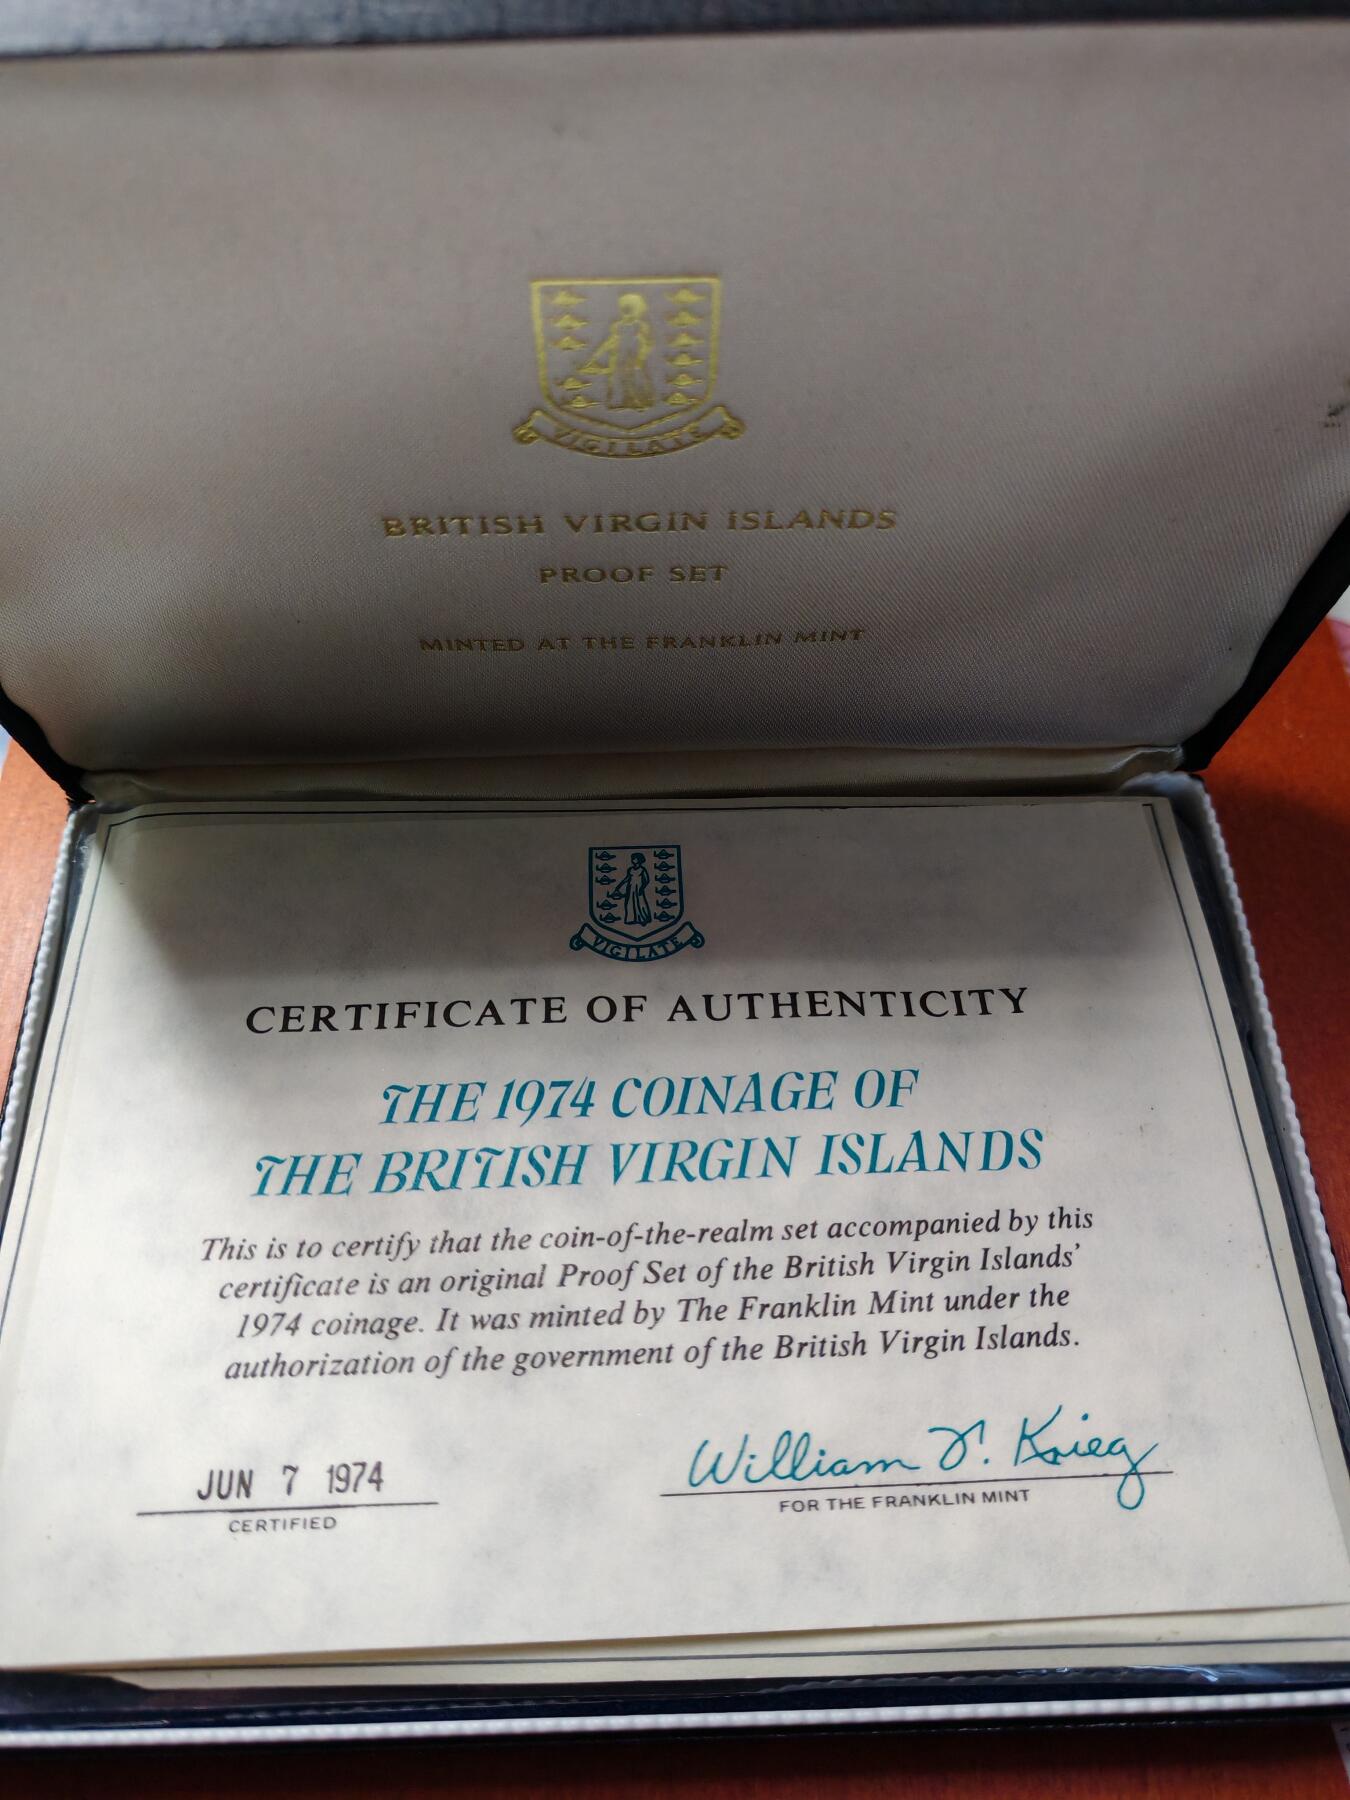 VIGILATE
BRITISH VIRGIN ISLANDS
PROOF SET
MINTED AT THE FRANKLIN MINT
VIGILATE
CERTIFICATE OF AUTHENTICITY
THE 1974 COINAGE OF
THE BRITISH VIRGIN ISLANDS
This is to certify that the coin-of-the-realm set accompanied by this
certificate is an original Proof Set of the British Virgin Islands'
1974 coinage. It was minted by The Franklin Mint under the
authorization of the government of the British Virgin Islands.
JUN 7 1974
CERTIFIED
William T. Krieg
FOR THE FRANKLIN MINT